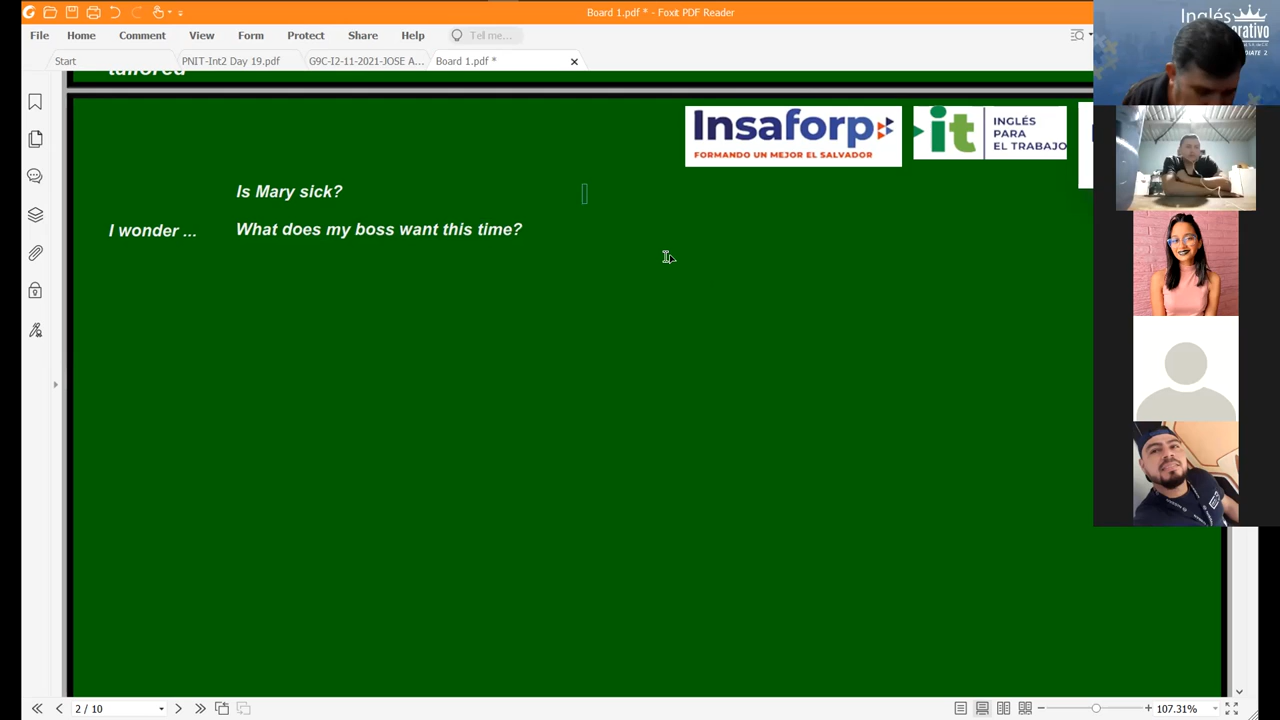 Board 1.pdf * - Foxit PDF Reader
File Home Comment View Form Protect Share Help Tell me...
Start PNIT-Int2 Day 19.pdf G9C-I2-11-2021-JOSE A... Board 1.pdf *
tailored
Inglés
Insaforp
FORMANDO UN MEJOR EL SALVADOR
it
INGLÉS
PARA
EL TRABAJO
Is Mary sick?
I wonder ... What does my boss want this time?
2 / 10
107.31%